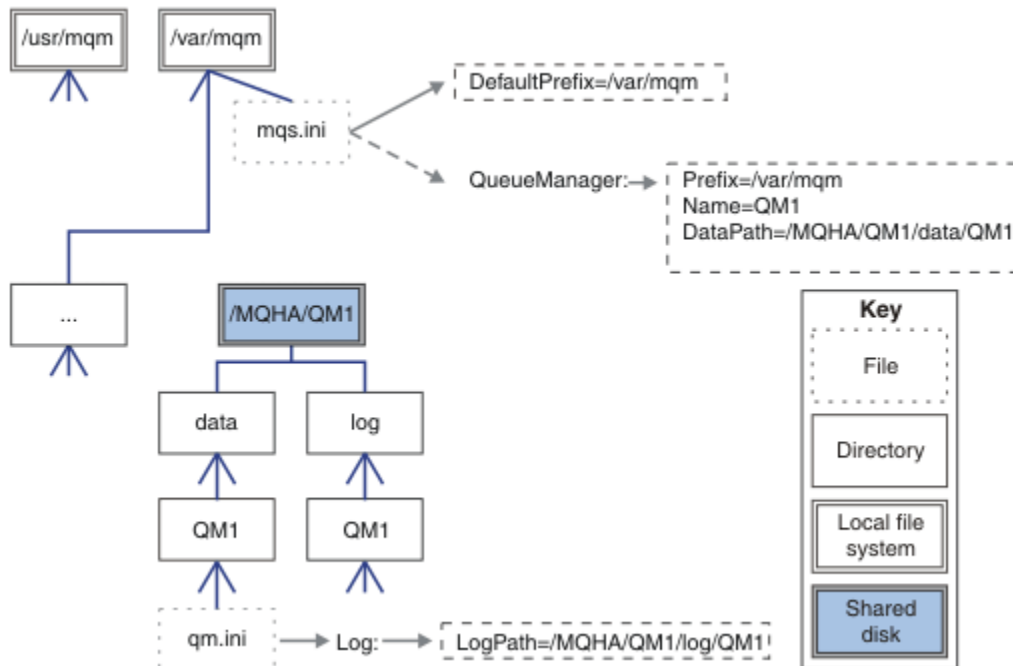 /usr/mqm
/var/mqm
mqs.ini
DefaultPrefix=/var/mqm
QueueManager:
Prefix=/var/mqm
Name=QM1
DataPath=/MQHA/QM1/data/QM1
...
/MQHA/QM1
data
log
QM1
QM1
qm.ini
Log:
LogPath=/MQHA/QM1/log/QM1
Key
File
Directory
Local file
system
Shared
disk